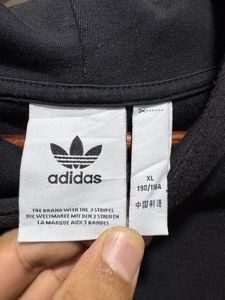 adidas
THE BRAND WITH THE 3 STRIPES
DIE WELTMARKE MIT DEN 3 STREIFEN
LA MARQUE AUX 3 BANDES
XL
190/118A
中国制造